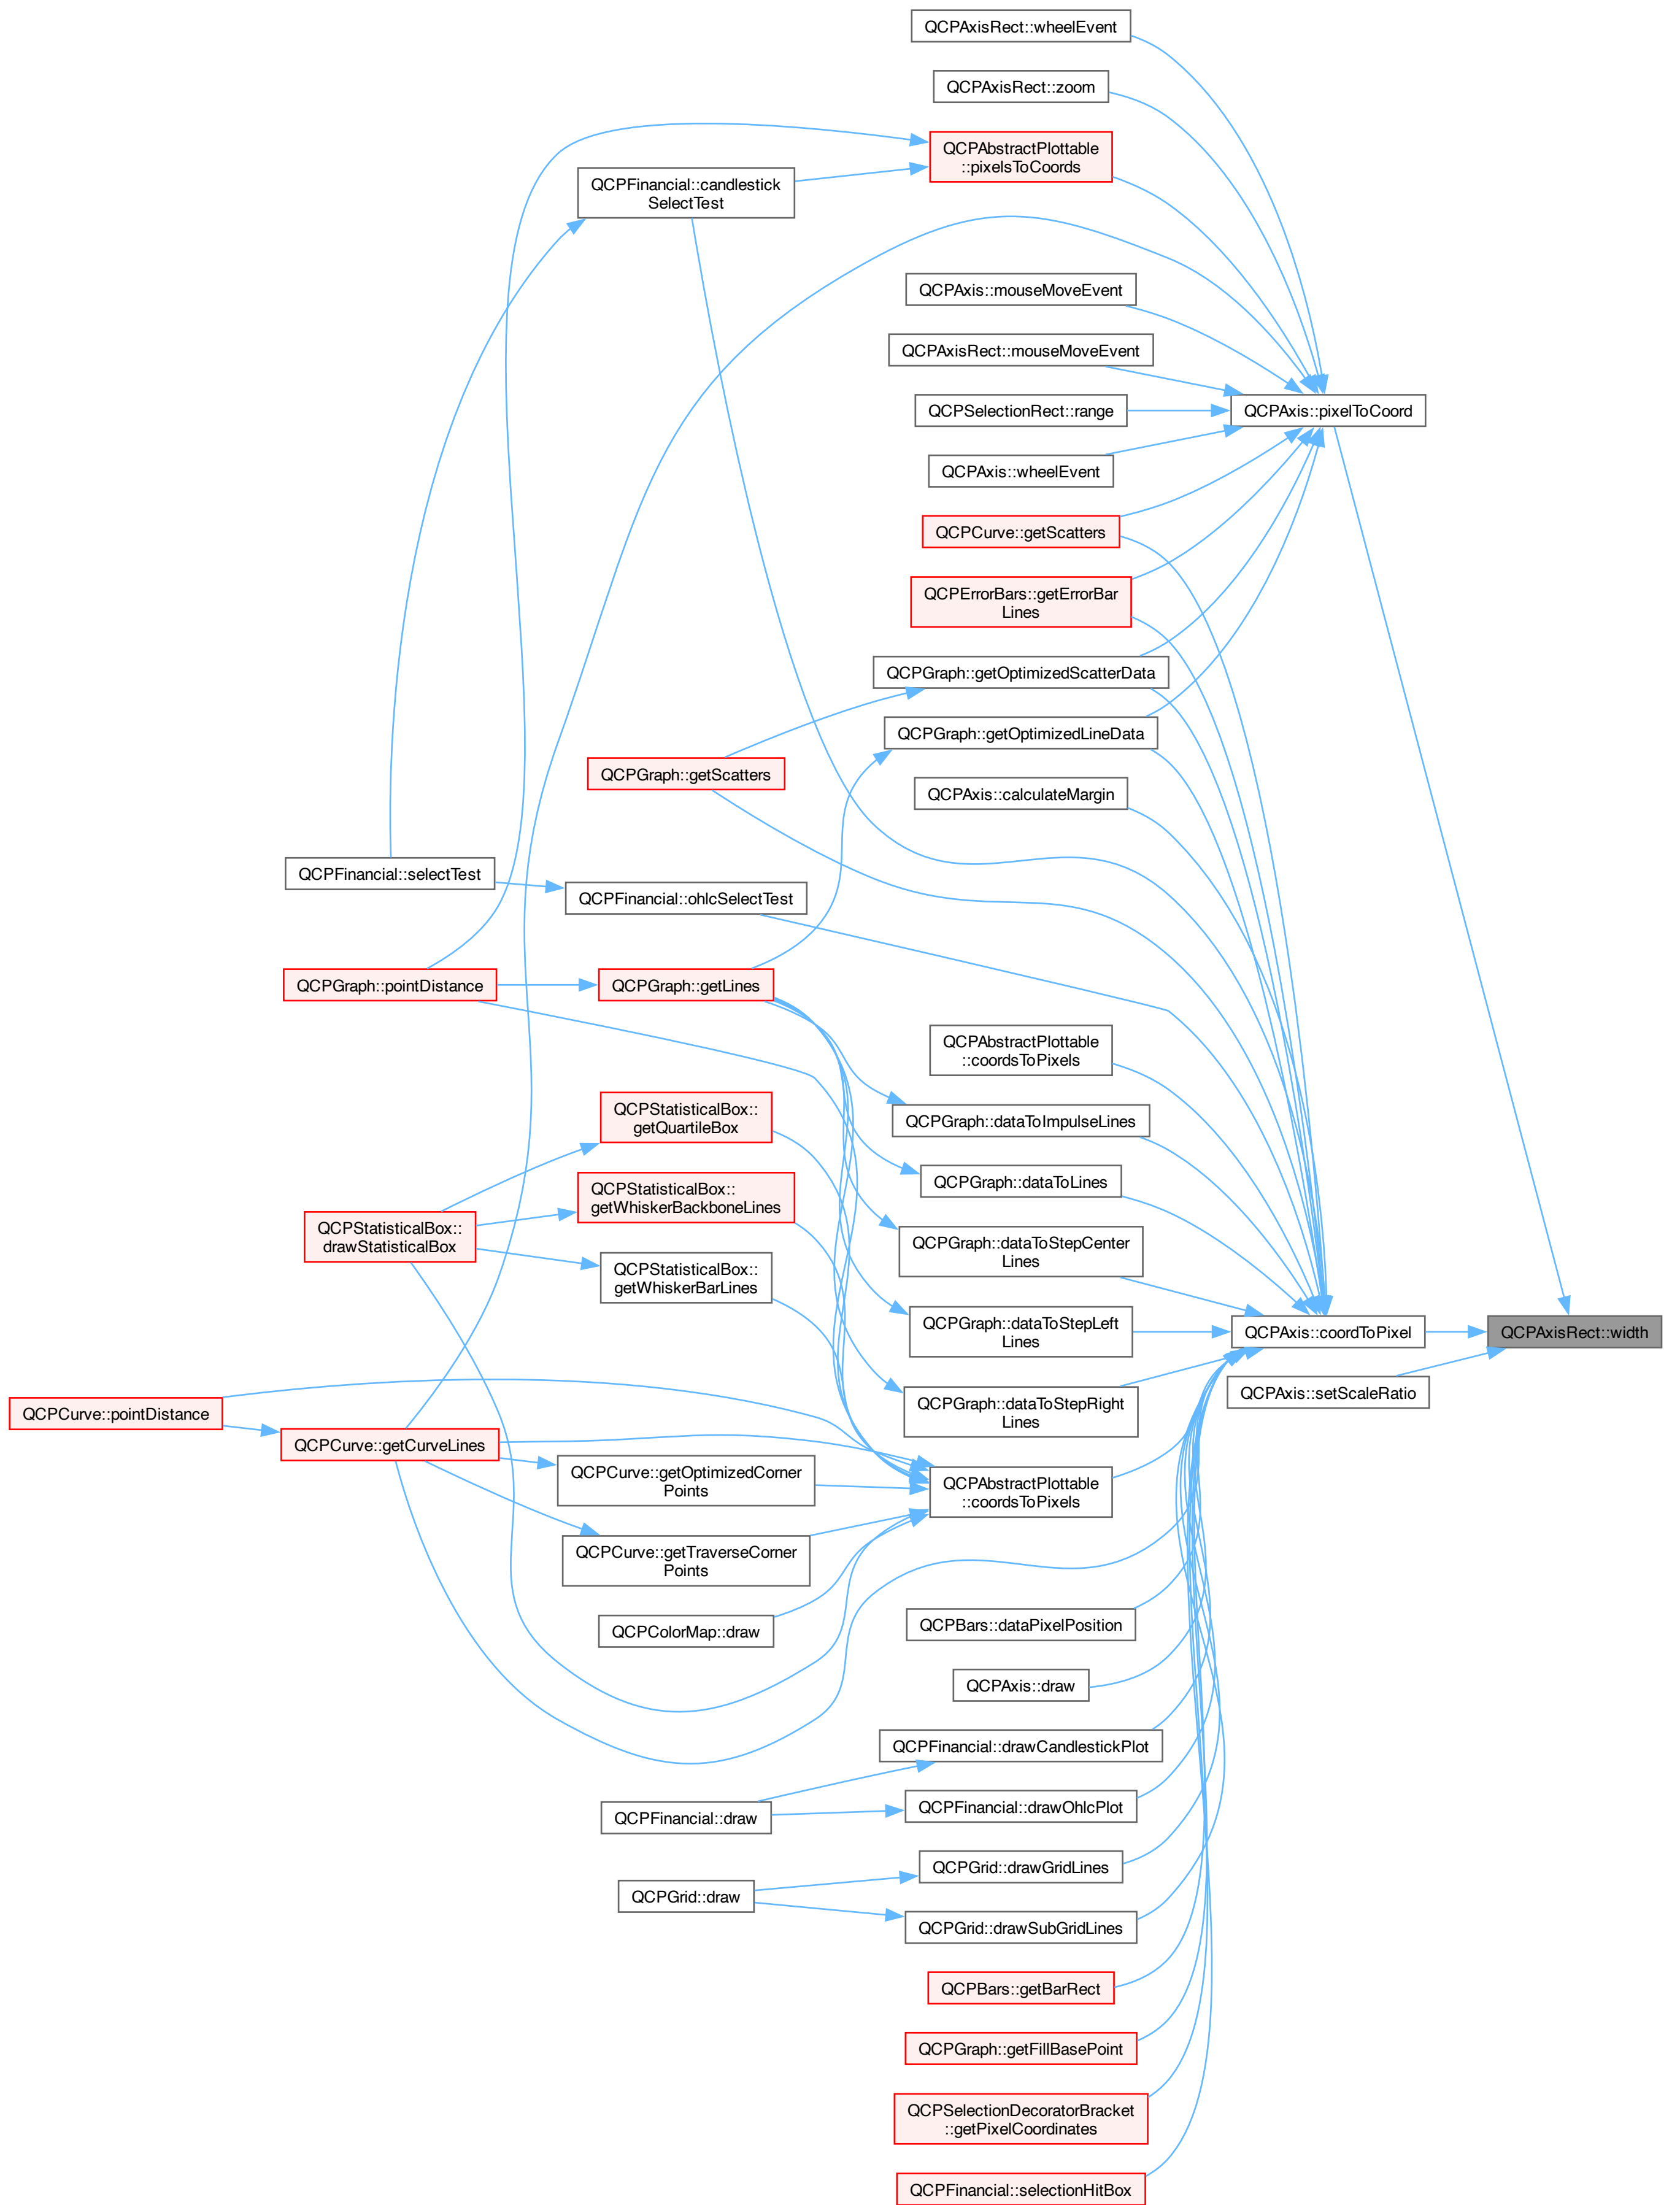 QCPAxisRect::wheelEvent
QCPAxisRect::zoom
QCPAbstractPlottable
::pixelsToCoords
QCPFinancial::candlestick
SelectTest
QCPAxis::mouseMoveEvent
QCPAxisRect::mouseMoveEvent
QCPSelectionRect::range
QCPAxis::pixelToCoord
QCPAxis::wheelEvent
QCPCurve::getScatters
QCPErrorBars::getErrorBar
Lines
QCPGraph::getOptimizedScatterData
QCPGraph::getOptimizedLineData
QCPGraph::getScatters
QCPAxis::calculateMargin
QCPFinancial::selectTest
QCPFinancial::ohlcSelectTest
QCPGraph::pointDistance
QCPGraph::getLines
QCPAbstractPlottable
::coordsToPixels
QCPGraph::dataToImpulseLines
QCPStatisticalBox::
getQuartileBox
QCPGraph::dataToLines
QCPStatisticalBox::
getWhiskerBackboneLines
QCPStatisticalBox::
drawStatisticalBox
QCPGraph::dataToStepCenter
Lines
QCPStatisticalBox::
getWhiskerBarLines
QCPGraph::dataToStepLeft
Lines
QCPAxis::coordToPixel
QCPAxisRect::width
QCPAxis::setScaleRatio
QCPGraph::dataToStepRight
Lines
QCPCurve::pointDistance
QCPCurve::getCurveLines
QCPCurve::getOptimizedCorner
Points
QCPAbstractPlottable
::coordsToPixels
QCPCurve::getTraverseCorner
Points
QCPColorMap::draw
QCPBars::dataPixelPosition
QCPAxis::draw
QCPFinancial::drawCandlestickPlot
QCPFinancial::draw
QCPFinancial::drawOhlcPlot
QCPGrid::drawGridLines
QCPGrid::draw
QCPGrid::drawSubGridLines
QCPBars::getBarRect
QCPGraph::getFillBasePoint
QCPSelectionDecoratorBracket
::getPixelCoordinates
QCPFinancial::selectionHitBox